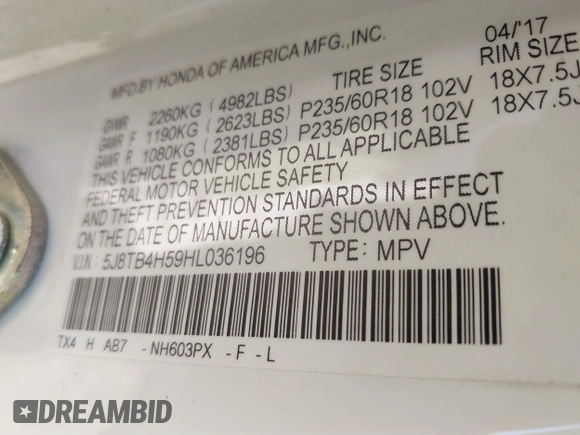 MFD.BY HONDA OF AMERICA MFG.,INC. 04/'17
TIRE SIZE RIM SIZE
GVWR 2260KG ( 4982LBS)
GAWR F 1190KG ( 2623LBS) P235/60R18 102V 18X7.5J
GAWR R 1080KG ( 2381LBS) P235/60R18 102V 18X7.5J
THIS VEHICLE CONFORMS TO ALL APPLICABLE
FEDERAL MOTOR VEHICLE SAFETY
AND THEFT PREVENTION STANDARDS IN EFFECT
ON THE DATE OF MANUFACTURE SHOWN ABOVE.
V.I.N.: 5J8TB4H59HL036196 TYPE: MPV
TX4 H AB7 -NH603PX -F -L
DREAMBID